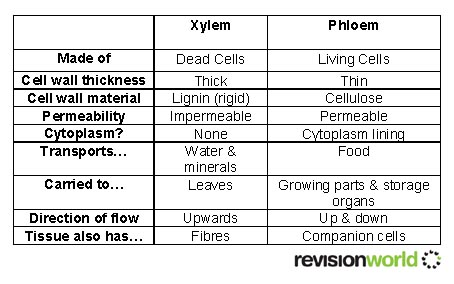 Xylem Phloem
Made of Dead Cells Living Cells
Cell wall thickness Thick Thin
Cell wall material Lignin (rigid) Cellulose
Permeability Impermeable Permeable
Cytoplasm? None Cytoplasm lining
Transports... Water & Food
minerals
Carried to... Leaves Growing parts & storage
organs
Direction of flow Upwards Up & down
Tissue also has... Fibres Companion cells
revisionworld